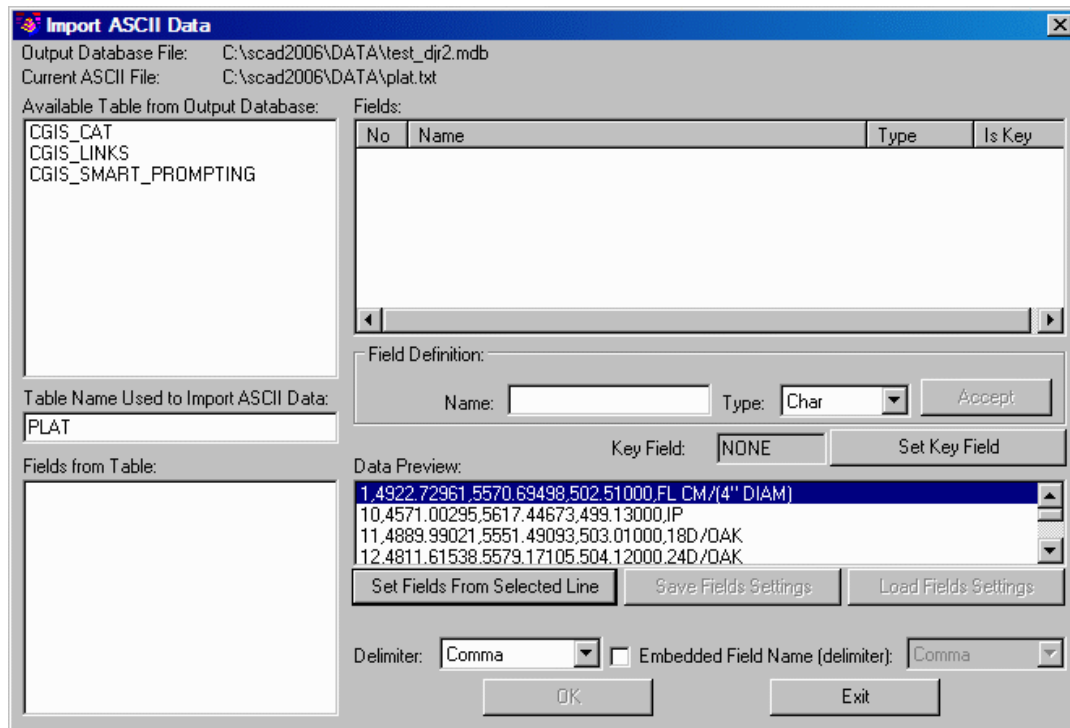 Import ASCII Data
Output Database File: C:\scad2006\DATA\test_djr2.mdb
Current ASCII File: C:\scad2006\DATA\plat.txt
Available Table from Output Database:
CGIS_CAT
CGIS_LINKS
CGIS_SMART_PROMPTING
Fields:
No Name Type Is Key
Field Definition:
Name: Type: Char Accept
Table Name Used to Import ASCII Data:
PLAT
Key Field: NONE Set Key Field
Fields from Table:
Data Preview:
1,4922.72961,5570.69498,502.51000,FL CM/(4" DIAM)
10,4571.00295,5617.44673,499.13000,IP
11,4889.99021,5551.49093,503.01000,18D/OAK
12,4811.61538,5579.17105,504.12000,24D/OAK
Set Fields From Selected Line Save Fields Settings Load Fields Settings
Delimiter: Comma Embedded Field Name (delimiter): Comma
OK Exit